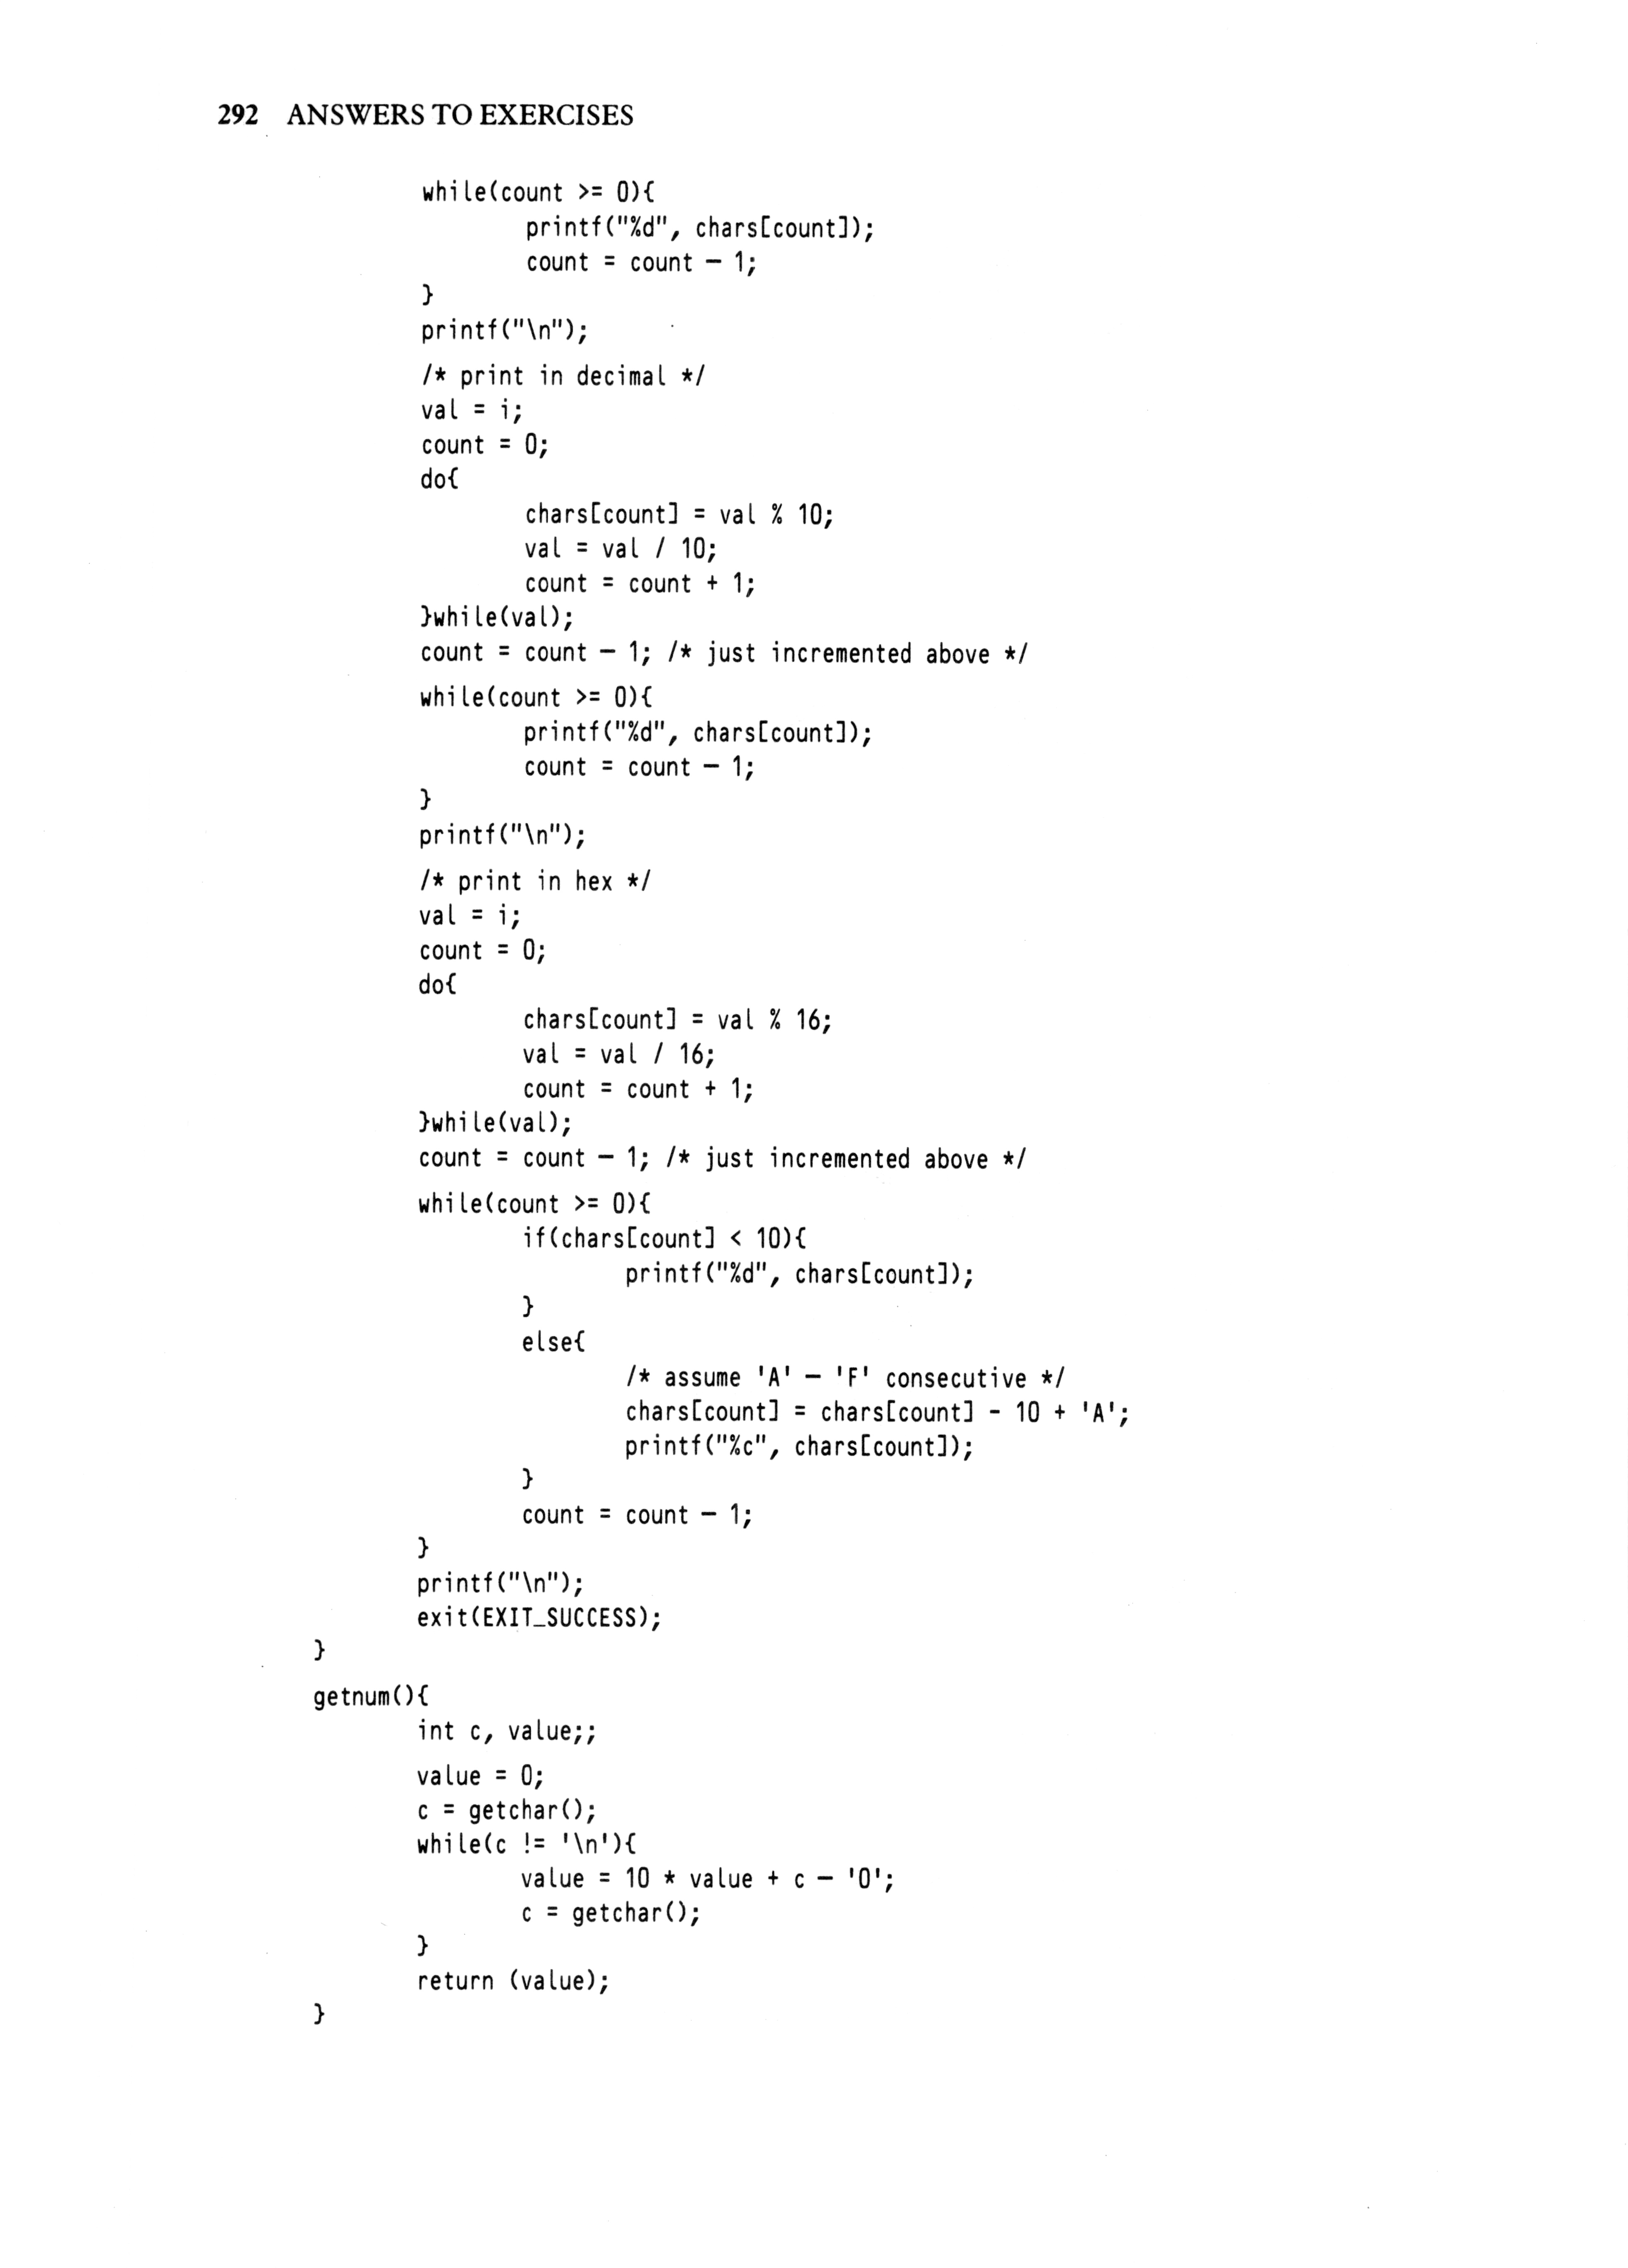 292 ANSWERS TO EXERCISES
while(count >= 0){
printf("%d", chars[count]);
count = count − 1;
}
printf("\n");
/* print in decimal */
val = i;
count = 0;
do{
chars[count] = val % 10;
val = val / 10;
count = count + 1;
}while(val);
count = count − 1; /* just incremented above */
while(count >= 0){
printf("%d", chars[count]);
count = count − 1;
}
printf("\n");
/* print in hex */
val = i;
count = 0;
do{
chars[count] = val % 16;
val = val / 16;
count = count + 1;
}while(val);
count = count − 1; /* just incremented above */
while(count >= 0){
if(chars[count] < 10){
printf("%d", chars[count]);
}
else{
/* assume 'A' − 'F' consecutive */
chars[count] = chars[count] - 10 + 'A';
printf("%c", chars[count]);
}
count = count − 1;
}
printf("\n");
exit(EXIT_SUCCESS);
}
getnum(){
int c, value;;
value = 0;
c = getchar();
while(c != '\n'){
value = 10 * value + c − '0';
c = getchar();
}
return (value);
}